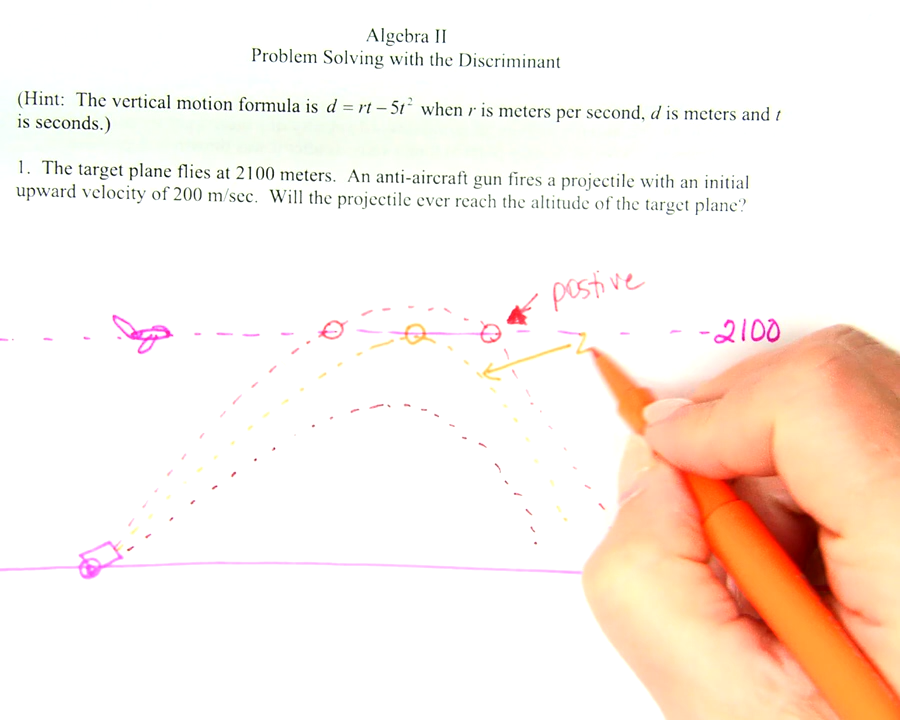 Algebra II
Problem Solving with the Discriminant
(Hint: The vertical motion formula is d = rt – 5t² when r is meters per second, d is meters and t
is seconds.)
1. The target plane flies at 2100 meters. An anti-aircraft gun fires a projectile with an initial
upward velocity of 200 m/sec. Will the projectile ever reach the altitude of the target plane?
postive
-2100